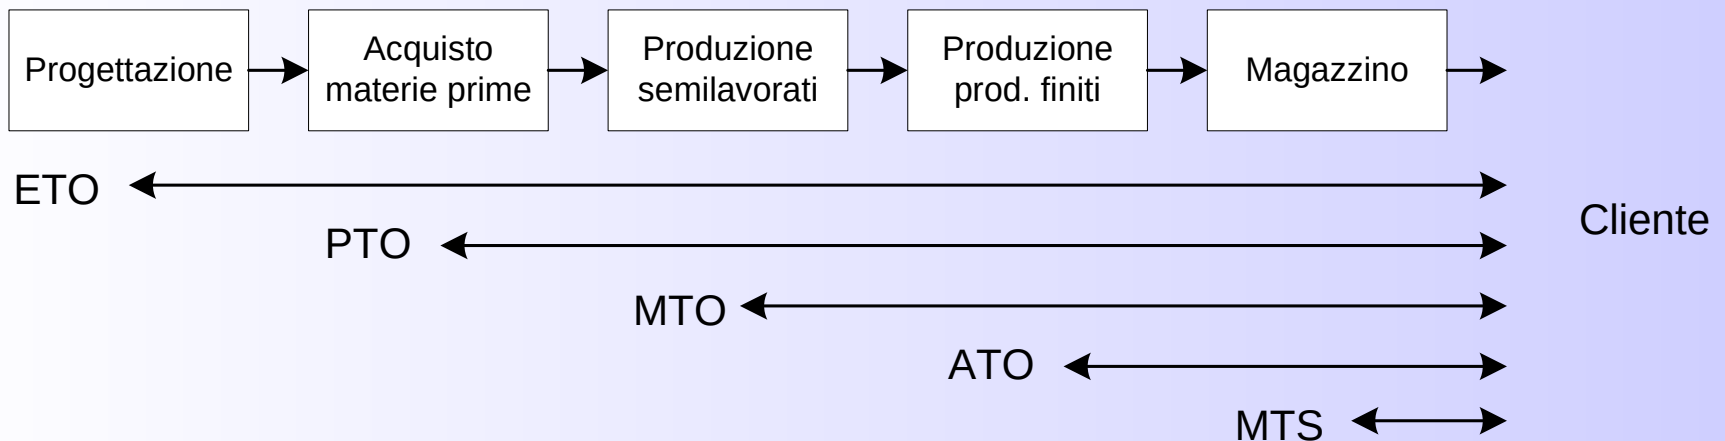 Progettazione
Acquisto
materie prime
Produzione
semilavorati
Produzione
prod. finiti
Magazzino
ETO
PTO
MTO
ATO
MTS
Cliente